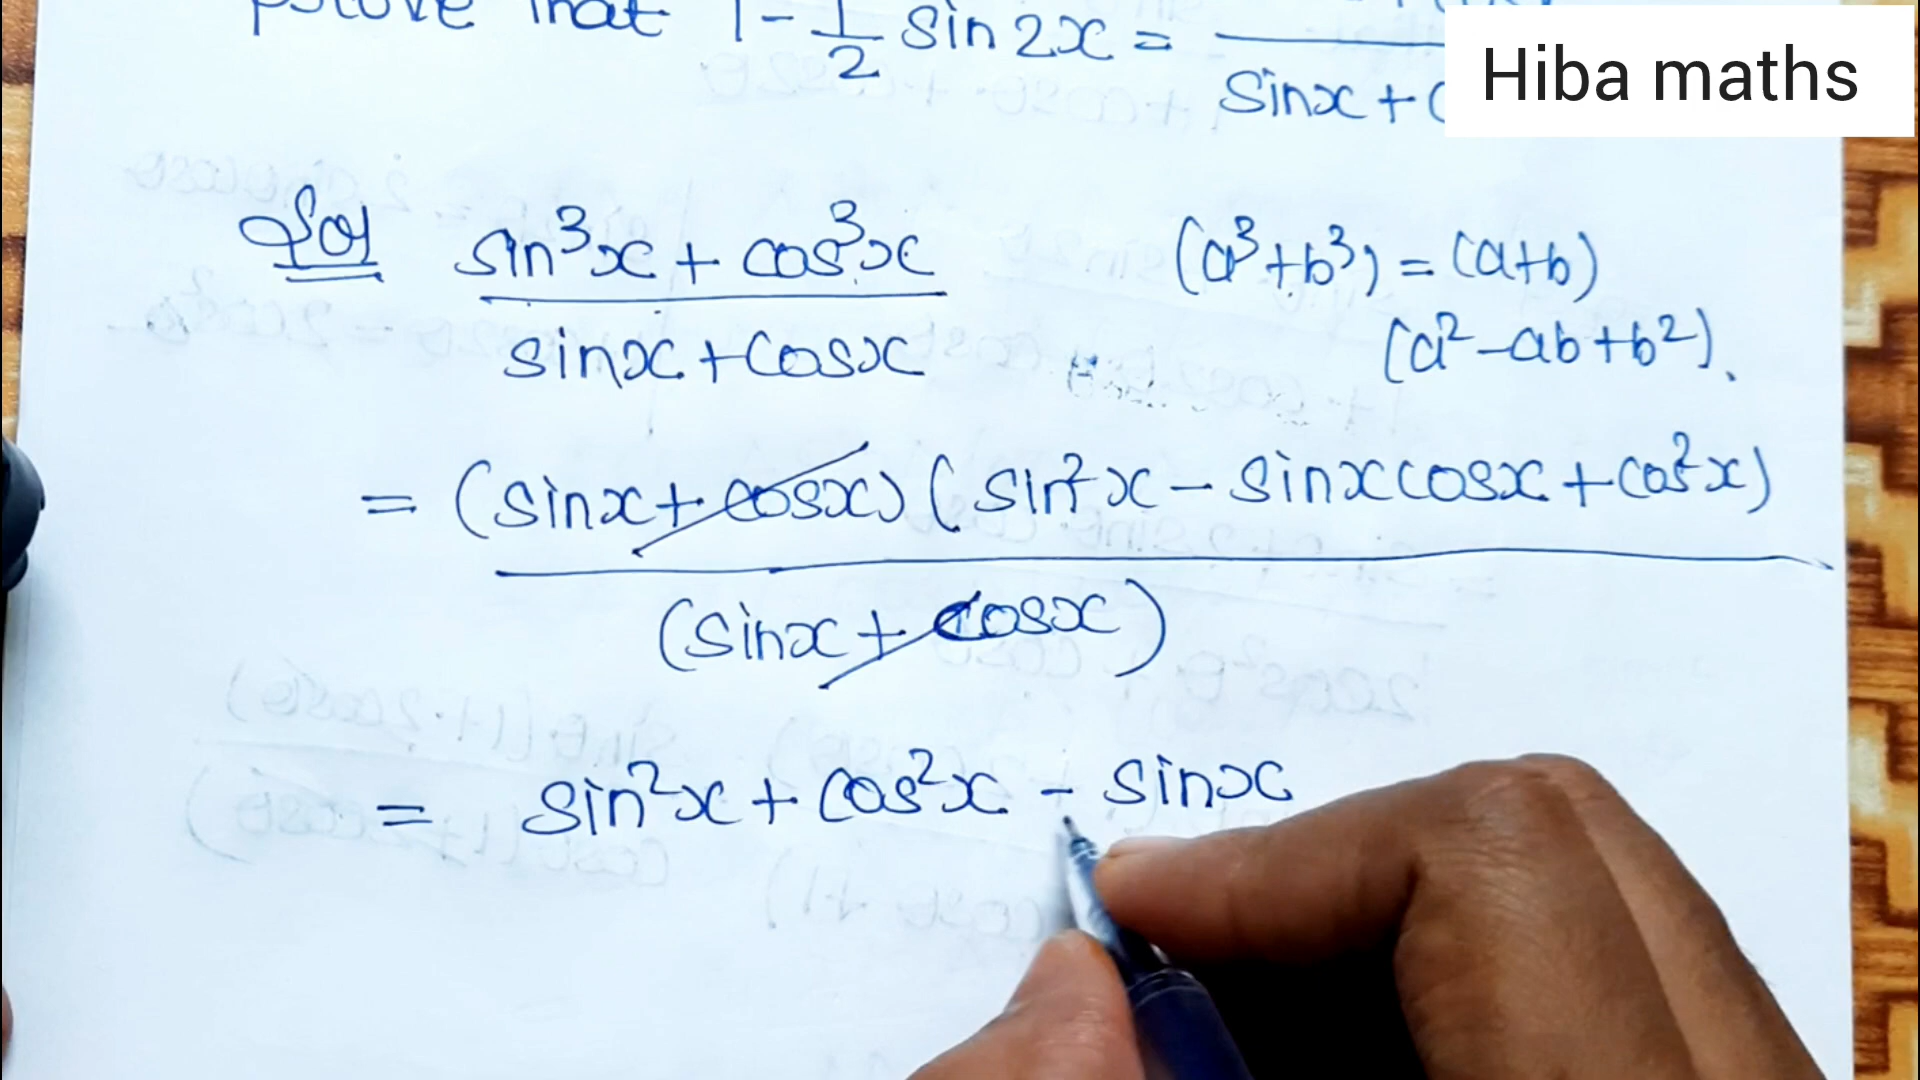 prove that 1 - 1/2 sin 2x =
sinx +
Hiba maths
Sol sin³x + cos³x
sinx + cosx
(a³+b³) = (a+b)
(a²-ab+b²).
= (sinx + cosx) (sin²x - sinx cosx + cos²x)
(sinx + cosx)
= sin²x + cos²x - sinx